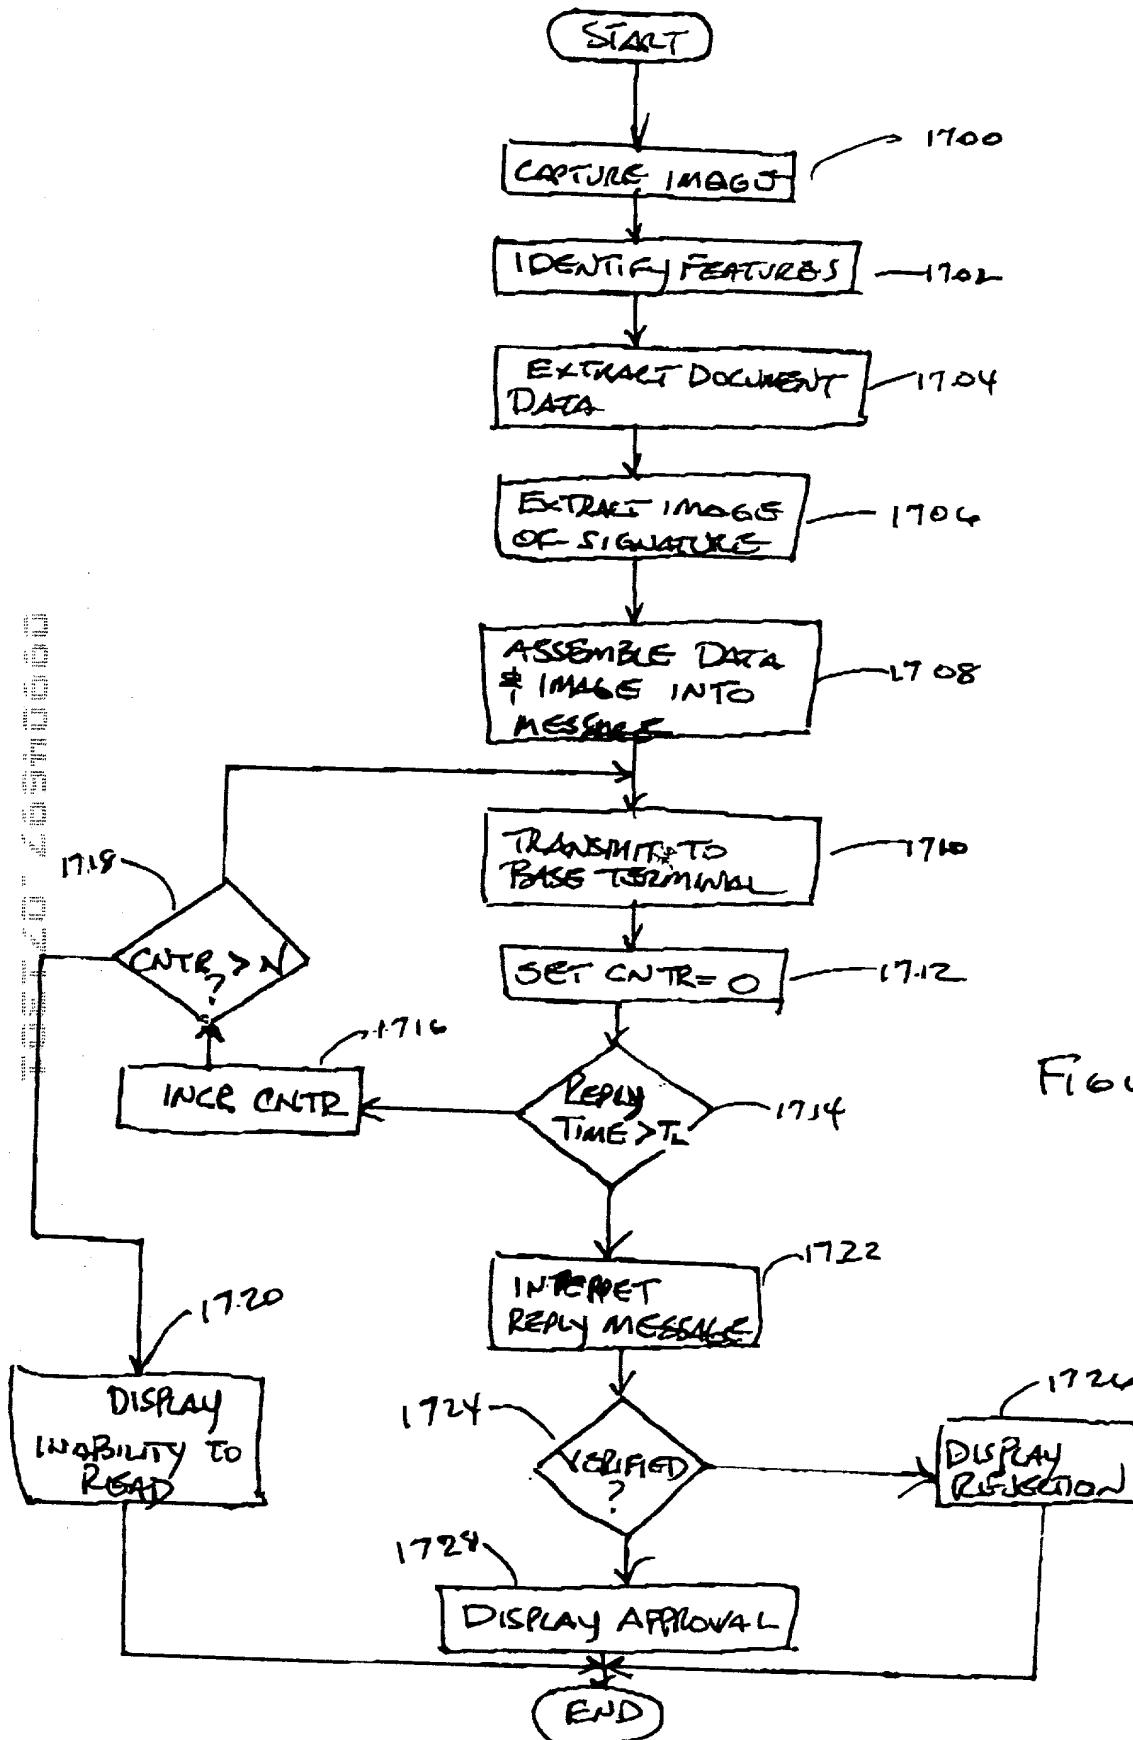 START
CAPTURE IMAGE
1700
IDENTIFY FEATURES
1702
EXTRACT DOCUMENT
DATA
1704
EXTRACT IMAGE
OF SIGNATURE
1706
ASSEMBLE DATA
& IMAGE INTO
MESSAGE
1708
TRANSMIT TO
BASE TERMINAL
1710
1718
CNTR > N
?
SET CNTR = 0
1712
1716
INCR CNTR
REPLY
TIME > TL
1714
1722
INTERPRET
REPLY MESSAGE
1720
DISPLAY
INABILITY TO
READ
1724
VERIFIED
?
1726
DISPLAY
REJECTION
1728
DISPLAY APPROVAL
END